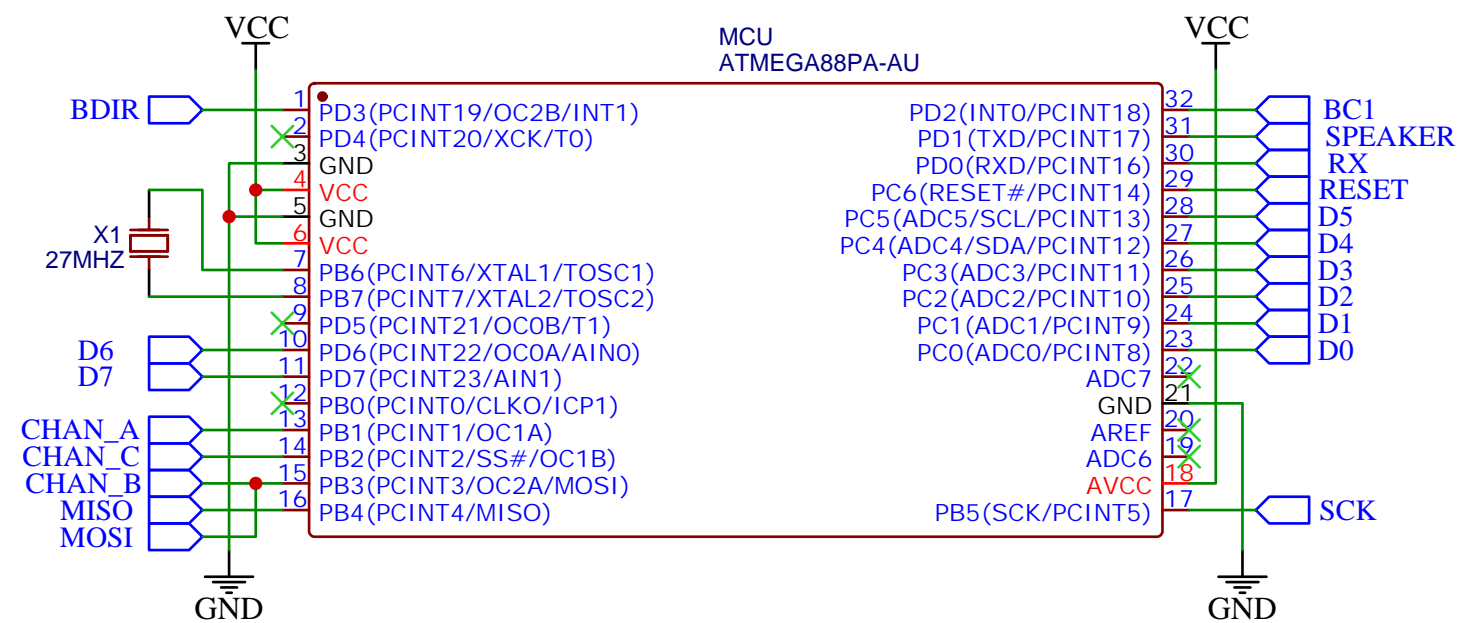 VCC
VCC
MCU
ATMEGA88PA-AU
BDIR
1
PD3(PCINT19/OC2B/INT1)
2
PD4(PCINT20/XCK/T0)
3
GND
4
VCC
5
GND
6
VCC
X1
27MHZ
7
PB6(PCINT6/XTAL1/TOSC1)
8
PB7(PCINT7/XTAL2/TOSC2)
9
PD5(PCINT21/OC0B/T1)
D6
10
PD6(PCINT22/OC0A/AIN0)
D7
11
PD7(PCINT23/AIN1)
12
PB0(PCINT0/CLKO/ICP1)
CHAN_A
13
PB1(PCINT1/OC1A)
CHAN_C
14
PB2(PCINT2/SS#/OC1B)
CHAN_B
15
PB3(PCINT3/OC2A/MOSI)
MISO
16
PB4(PCINT4/MISO)
MOSI
GND
PD2(INT0/PCINT18)
32
BC1
PD1(TXD/PCINT17)
31
SPEAKER
PD0(RXD/PCINT16)
30
RX
PC6(RESET#/PCINT14)
29
RESET
PC5(ADC5/SCL/PCINT13)
28
D5
PC4(ADC4/SDA/PCINT12)
27
D4
PC3(ADC3/PCINT11)
26
D3
PC2(ADC2/PCINT10)
25
D2
PC1(ADC1/PCINT9)
24
D1
PC0(ADC0/PCINT8)
23
D0
ADC7
22
GND
21
AREF
20
ADC6
19
AVCC
18
PB5(SCK/PCINT5)
17
SCK
GND